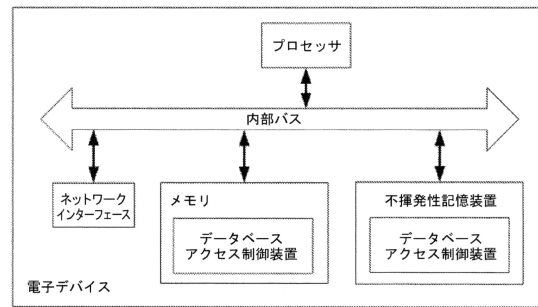 プロセッサ
内部バス
ネットワーク
インターフェース
メモリ
データベース
アクセス制御装置
不揮発性記憶装置
データベース
アクセス制御装置
電子デバイス